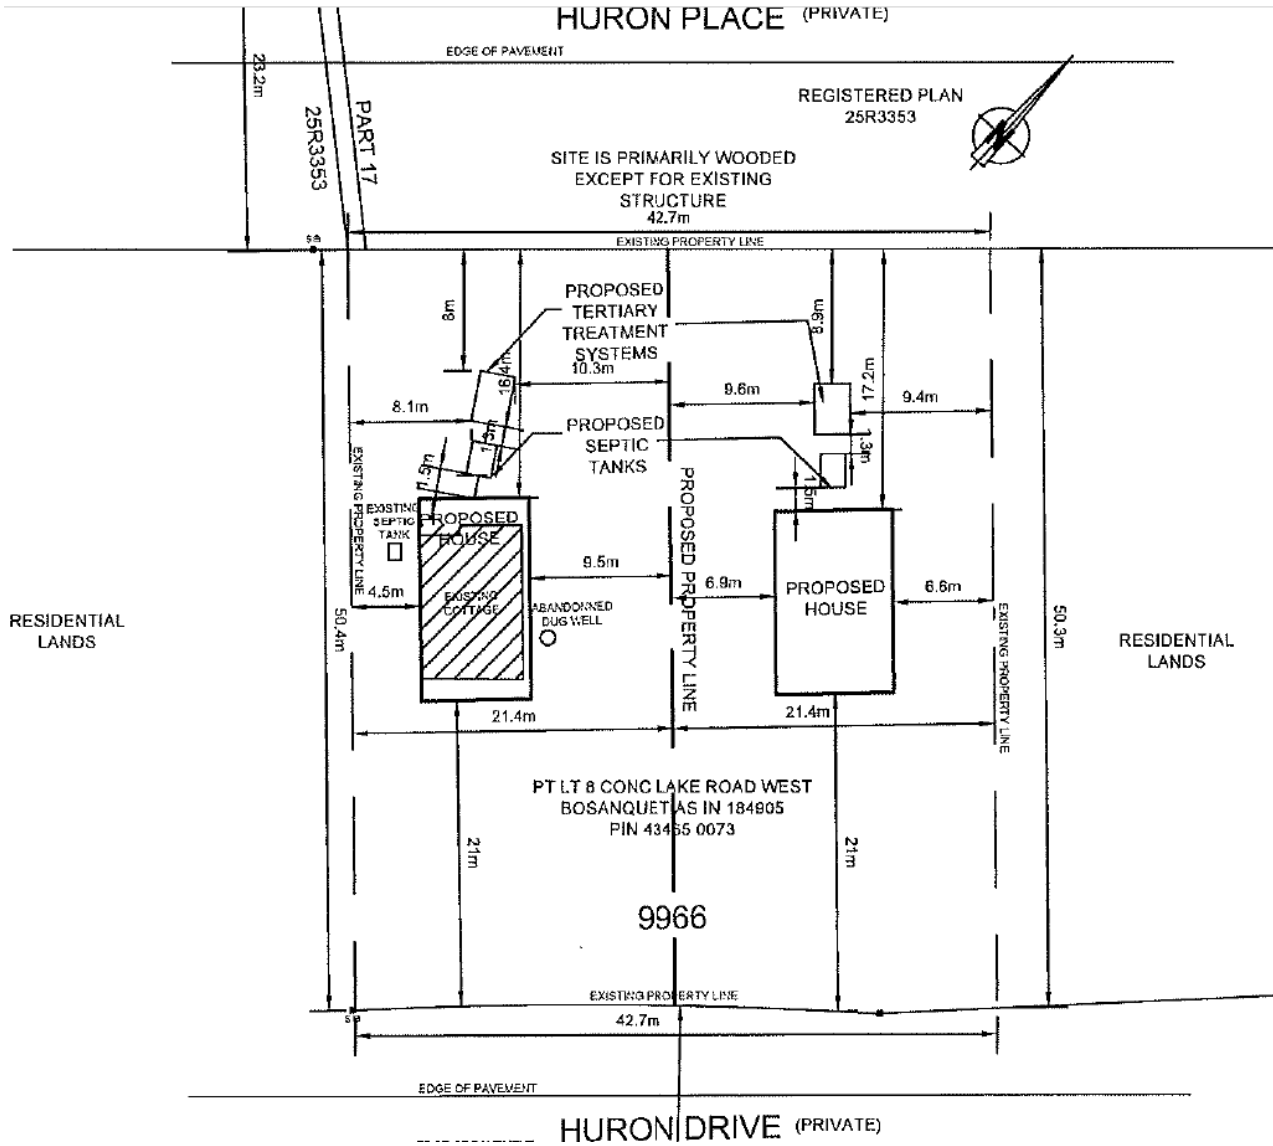 HURON PLACE (PRIVATE)
EDGE OF PAVEMENT
23.2m
25R3353
PART 17
REGISTERED PLAN
25R3353
N
SITE IS PRIMARILY WOODED
EXCEPT FOR EXISTING
STRUCTURE
42.7m
EXISTING PROPERTY LINE
8m
PROPOSED
TERTIARY
TREATMENT
SYSTEMS
8.9m
16.4m
10.3m
17.2m
9.6m
9.4m
8.1m
PROPOSED
SEPTIC
TANKS
1.3m
1.3m
1.5m
1.5m
EXISTING PROPERTY LINE
EXISTING
SEPTIC
TANK
PROPOSED
HOUSE
PROPOSED PROPERTY LINE
9.5m
6.9m
PROPOSED
HOUSE
6.6m
4.5m
EXISTING
COTTAGE
ABANDONNED
DUG WELL
RESIDENTIAL
LANDS
50.4m
EXISTING PROPERTY LINE
50.3m
RESIDENTIAL
LANDS
21.4m
21.4m
PT LT 8 CONC LAKE ROAD WEST
BOSANQUET AS IN 184905
PIN 43465 0073
21m
21m
9966
EXISTING PROPERTY LINE
42.7m
EDGE OF PAVEMENT
HURON DRIVE (PRIVATE)